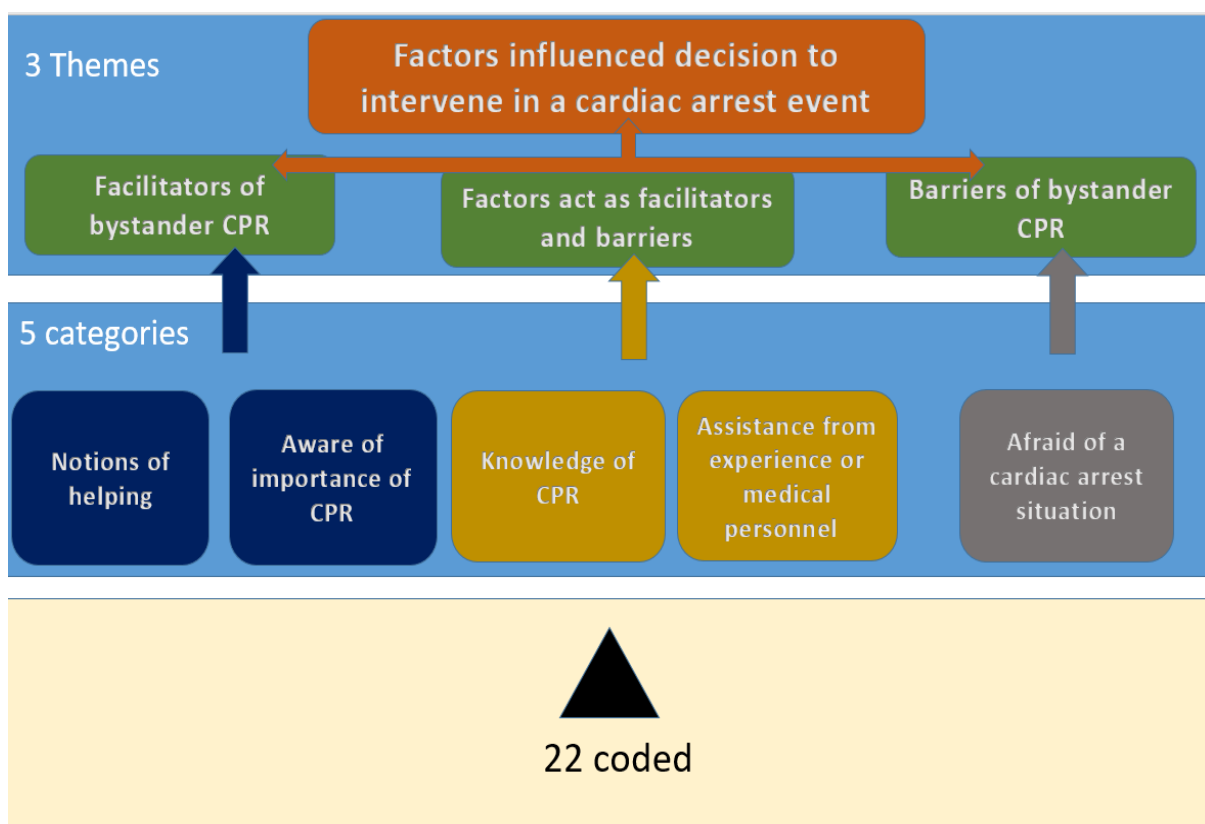 3 Themes
Factors influenced decision to
intervene in a cardiac arrest event
Facilitators of
bystander CPR
Factors act as facilitators
and barriers
Barriers of bystander
CPR
5 categories
Notions of
helping
Aware of
importance of
CPR
Knowledge of
CPR
Assistance from
experience or
medical
personnel
Afraid of a
cardiac arrest
situation
22 coded